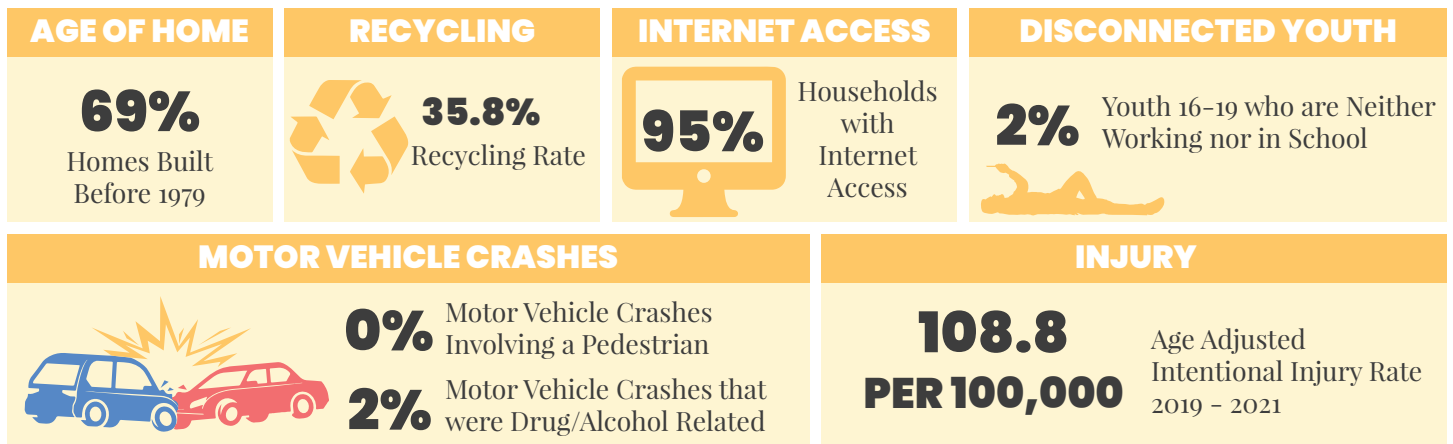 AGE OF HOME
69%
Homes Built
Before 1979
RECYCLING
35.8%
Recycling Rate
INTERNET ACCESS
95%
Households
with
Internet
Access
DISCONNECTED YOUTH
2%
Youth 16-19 who are Neither
Working nor in School
MOTOR VEHICLE CRASHES
0%
Motor Vehicle Crashes
Involving a Pedestrian
2%
Motor Vehicle Crashes that
were Drug/Alcohol Related
INJURY
108.8
PER 100,000
Age Adjusted
Intentional Injury Rate
2019 - 2021